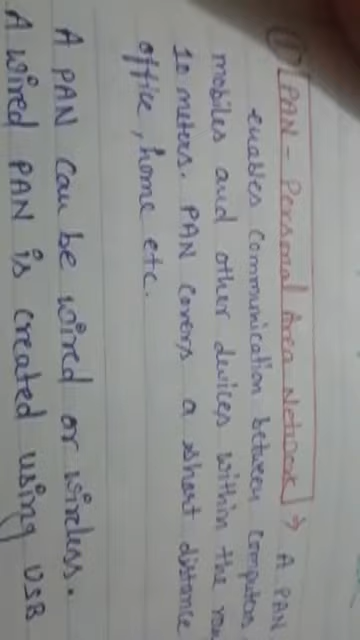 ① PAN - Personal Area Network → A PAN
enables communication between computers
mobiles and other devices within the
10 meters. PAN covers a short distance
office, home etc.
A PAN can be wired or wireless.
A wired PAN is created using USB